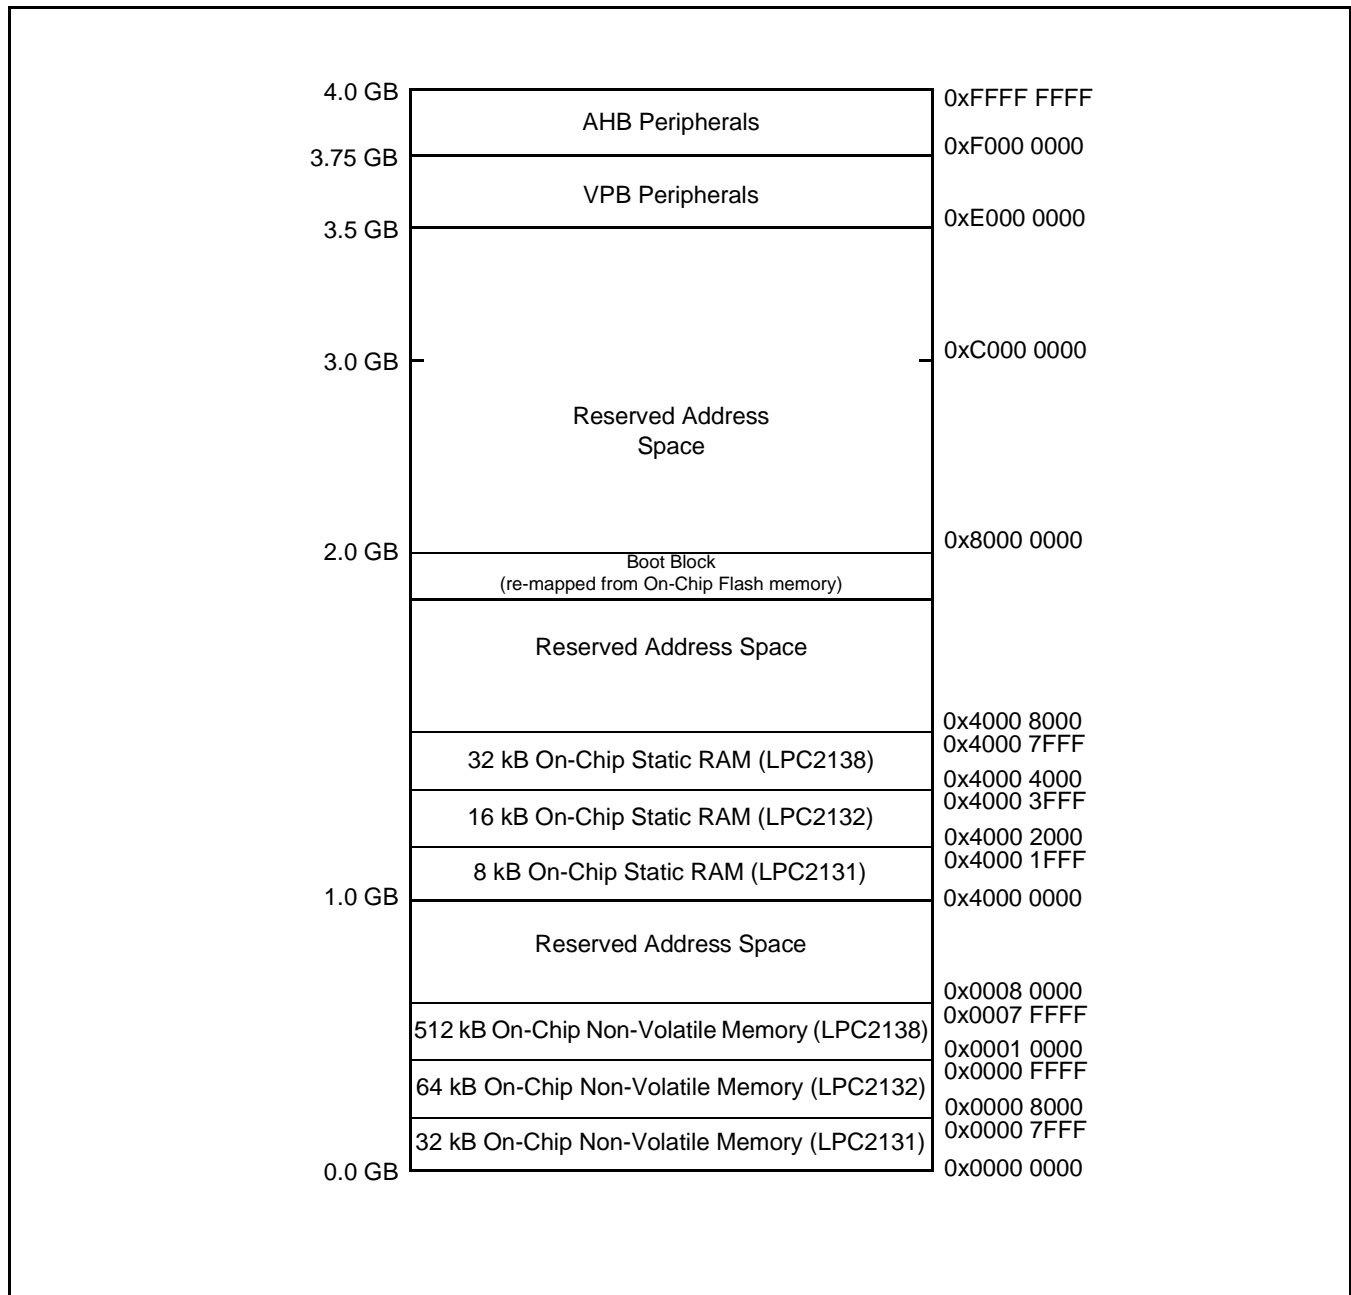 4.0 GB
0xFFFF FFFF
AHB Peripherals
3.75 GB
0xF000 0000
VPB Peripherals
3.5 GB
0xE000 0000
3.0 GB
0xC000 0000
Reserved Address
Space
2.0 GB
0x8000 0000
Boot Block
(re-mapped from On-Chip Flash memory)
Reserved Address Space
0x4000 8000
0x4000 7FFF
32 kB On-Chip Static RAM (LPC2138)
0x4000 4000
0x4000 3FFF
16 kB On-Chip Static RAM (LPC2132)
0x4000 2000
0x4000 1FFF
8 kB On-Chip Static RAM (LPC2131)
1.0 GB
0x4000 0000
Reserved Address Space
0x0008 0000
0x0007 FFFF
512 kB On-Chip Non-Volatile Memory (LPC2138)
0x0001 0000
0x0000 FFFF
64 kB On-Chip Non-Volatile Memory (LPC2132)
0x0000 8000
0x0000 7FFF
32 kB On-Chip Non-Volatile Memory (LPC2131)
0.0 GB
0x0000 0000